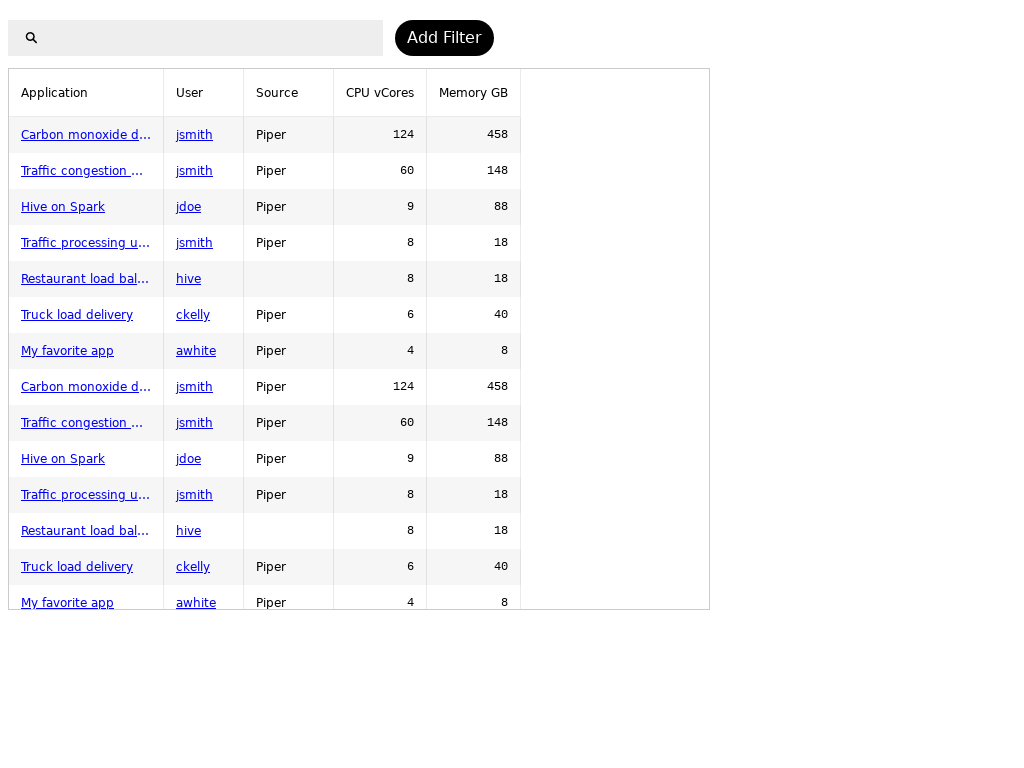 Add Filter
Application User Source CPU vCores Memory GB
Carbon monoxide d... jsmith Piper 124 458
Traffic congestion ... jsmith Piper 60 148
Hive on Spark jdoe Piper 9 88
Traffic processing u... jsmith Piper 8 18
Restaurant load bal... hive 8 18
Truck load delivery ckelly Piper 6 40
My favorite app awhite Piper 4 8
Carbon monoxide d... jsmith Piper 124 458
Traffic congestion ... jsmith Piper 60 148
Hive on Spark jdoe Piper 9 88
Traffic processing u... jsmith Piper 8 18
Restaurant load bal... hive 8 18
Truck load delivery ckelly Piper 6 40
My favorite app awhite Piper 4 8